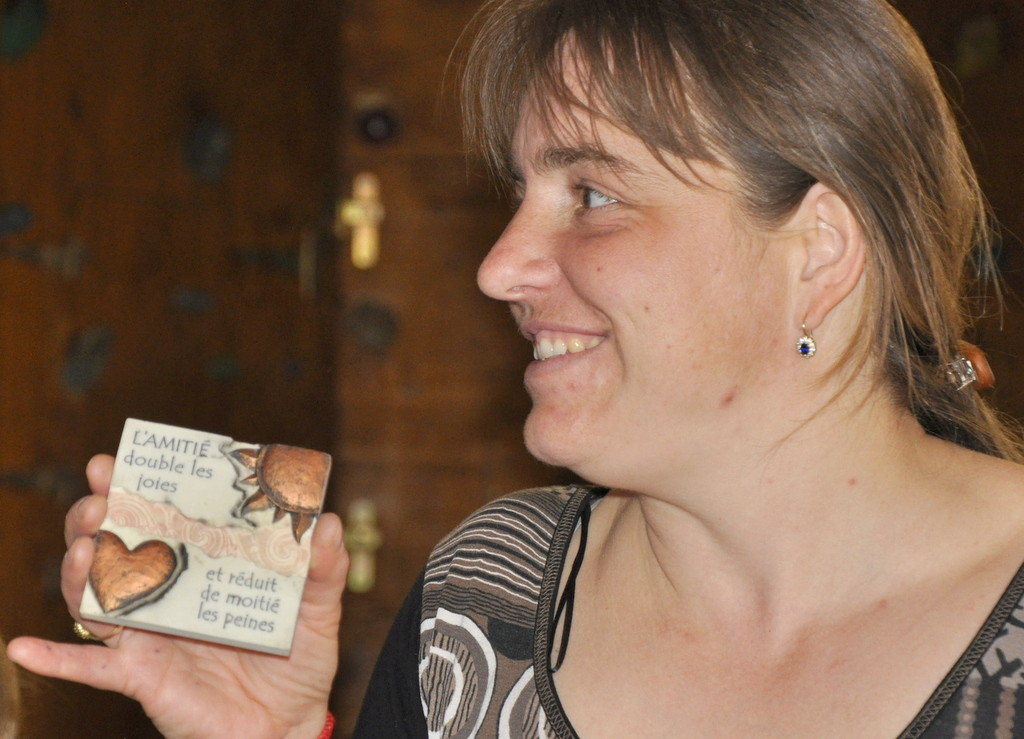 L'AMITIÉ
double les
joies
et réduit
de moitié
les peines